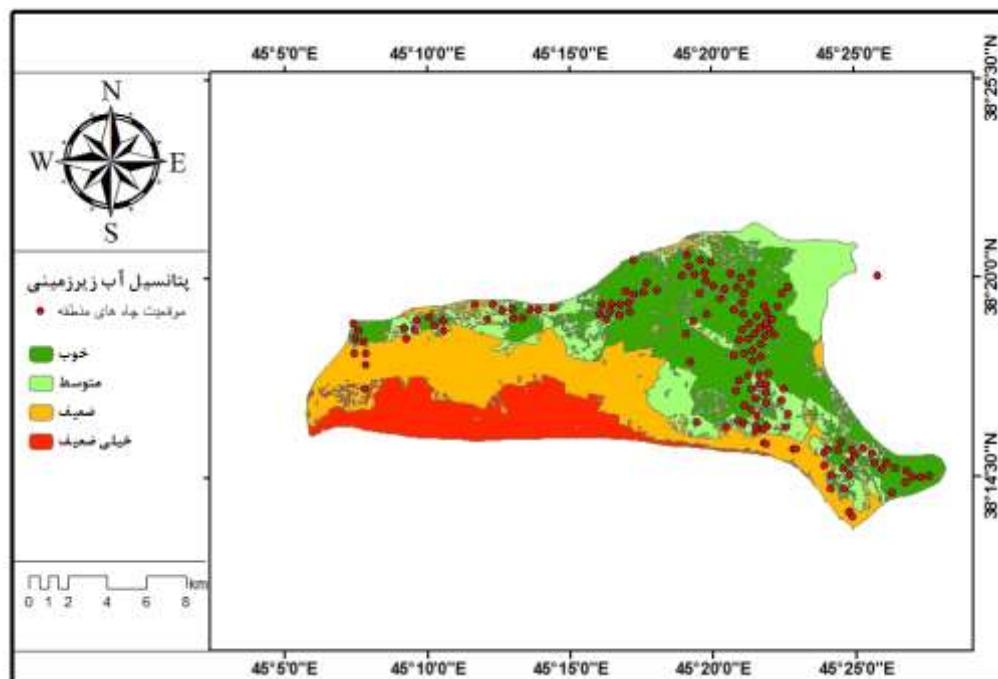 45°5'0"E 45°10'0"E 45°15'0"E 45°20'0"E 45°25'0"E
N
W E
S
38°25'30"N
38°20'0"N
38°14'30"N
پتانسیل آب زیرزمینی
موقعیت چاه های منطقه
خوب
متوسط
ضعیف
خیلی ضعیف
km
0 1 2 4 6 8
45°5'0"E 45°10'0"E 45°15'0"E 45°20'0"E 45°25'0"E